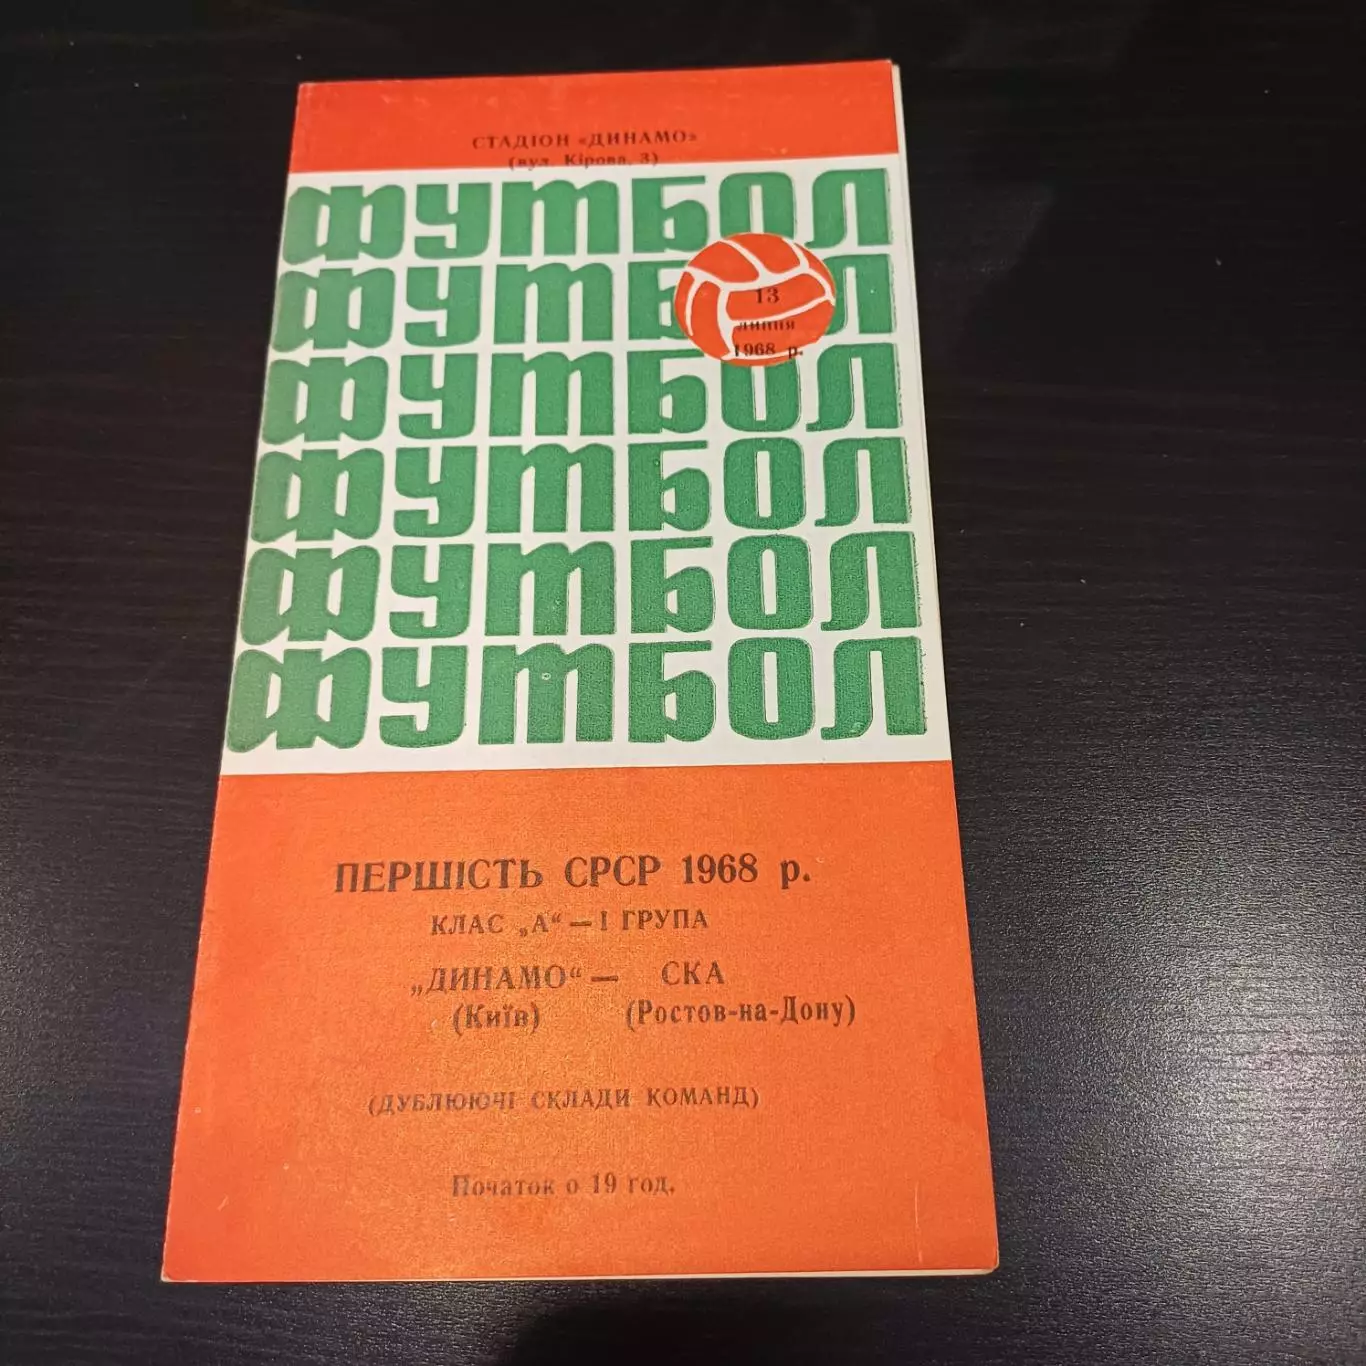 СТАДІОН «ДИНАМО»
(вул. Кірова, 3)
ФУТБОЛ
ФУТБОЛ
13
липня
1968 р.
ФУТБОЛ
ФУТБОЛ
ФУТБОЛ
ФУТБОЛ
ПЕРШІСТЬ СРСР 1968 р.
КЛАС „А“ — І ГРУПА
„ДИНАМО“ — СКА
(Київ) (Ростов-на-Дону)
(ДУБЛЮЮЧІ СКЛАДИ КОМАНД)
Початок о 19 год.